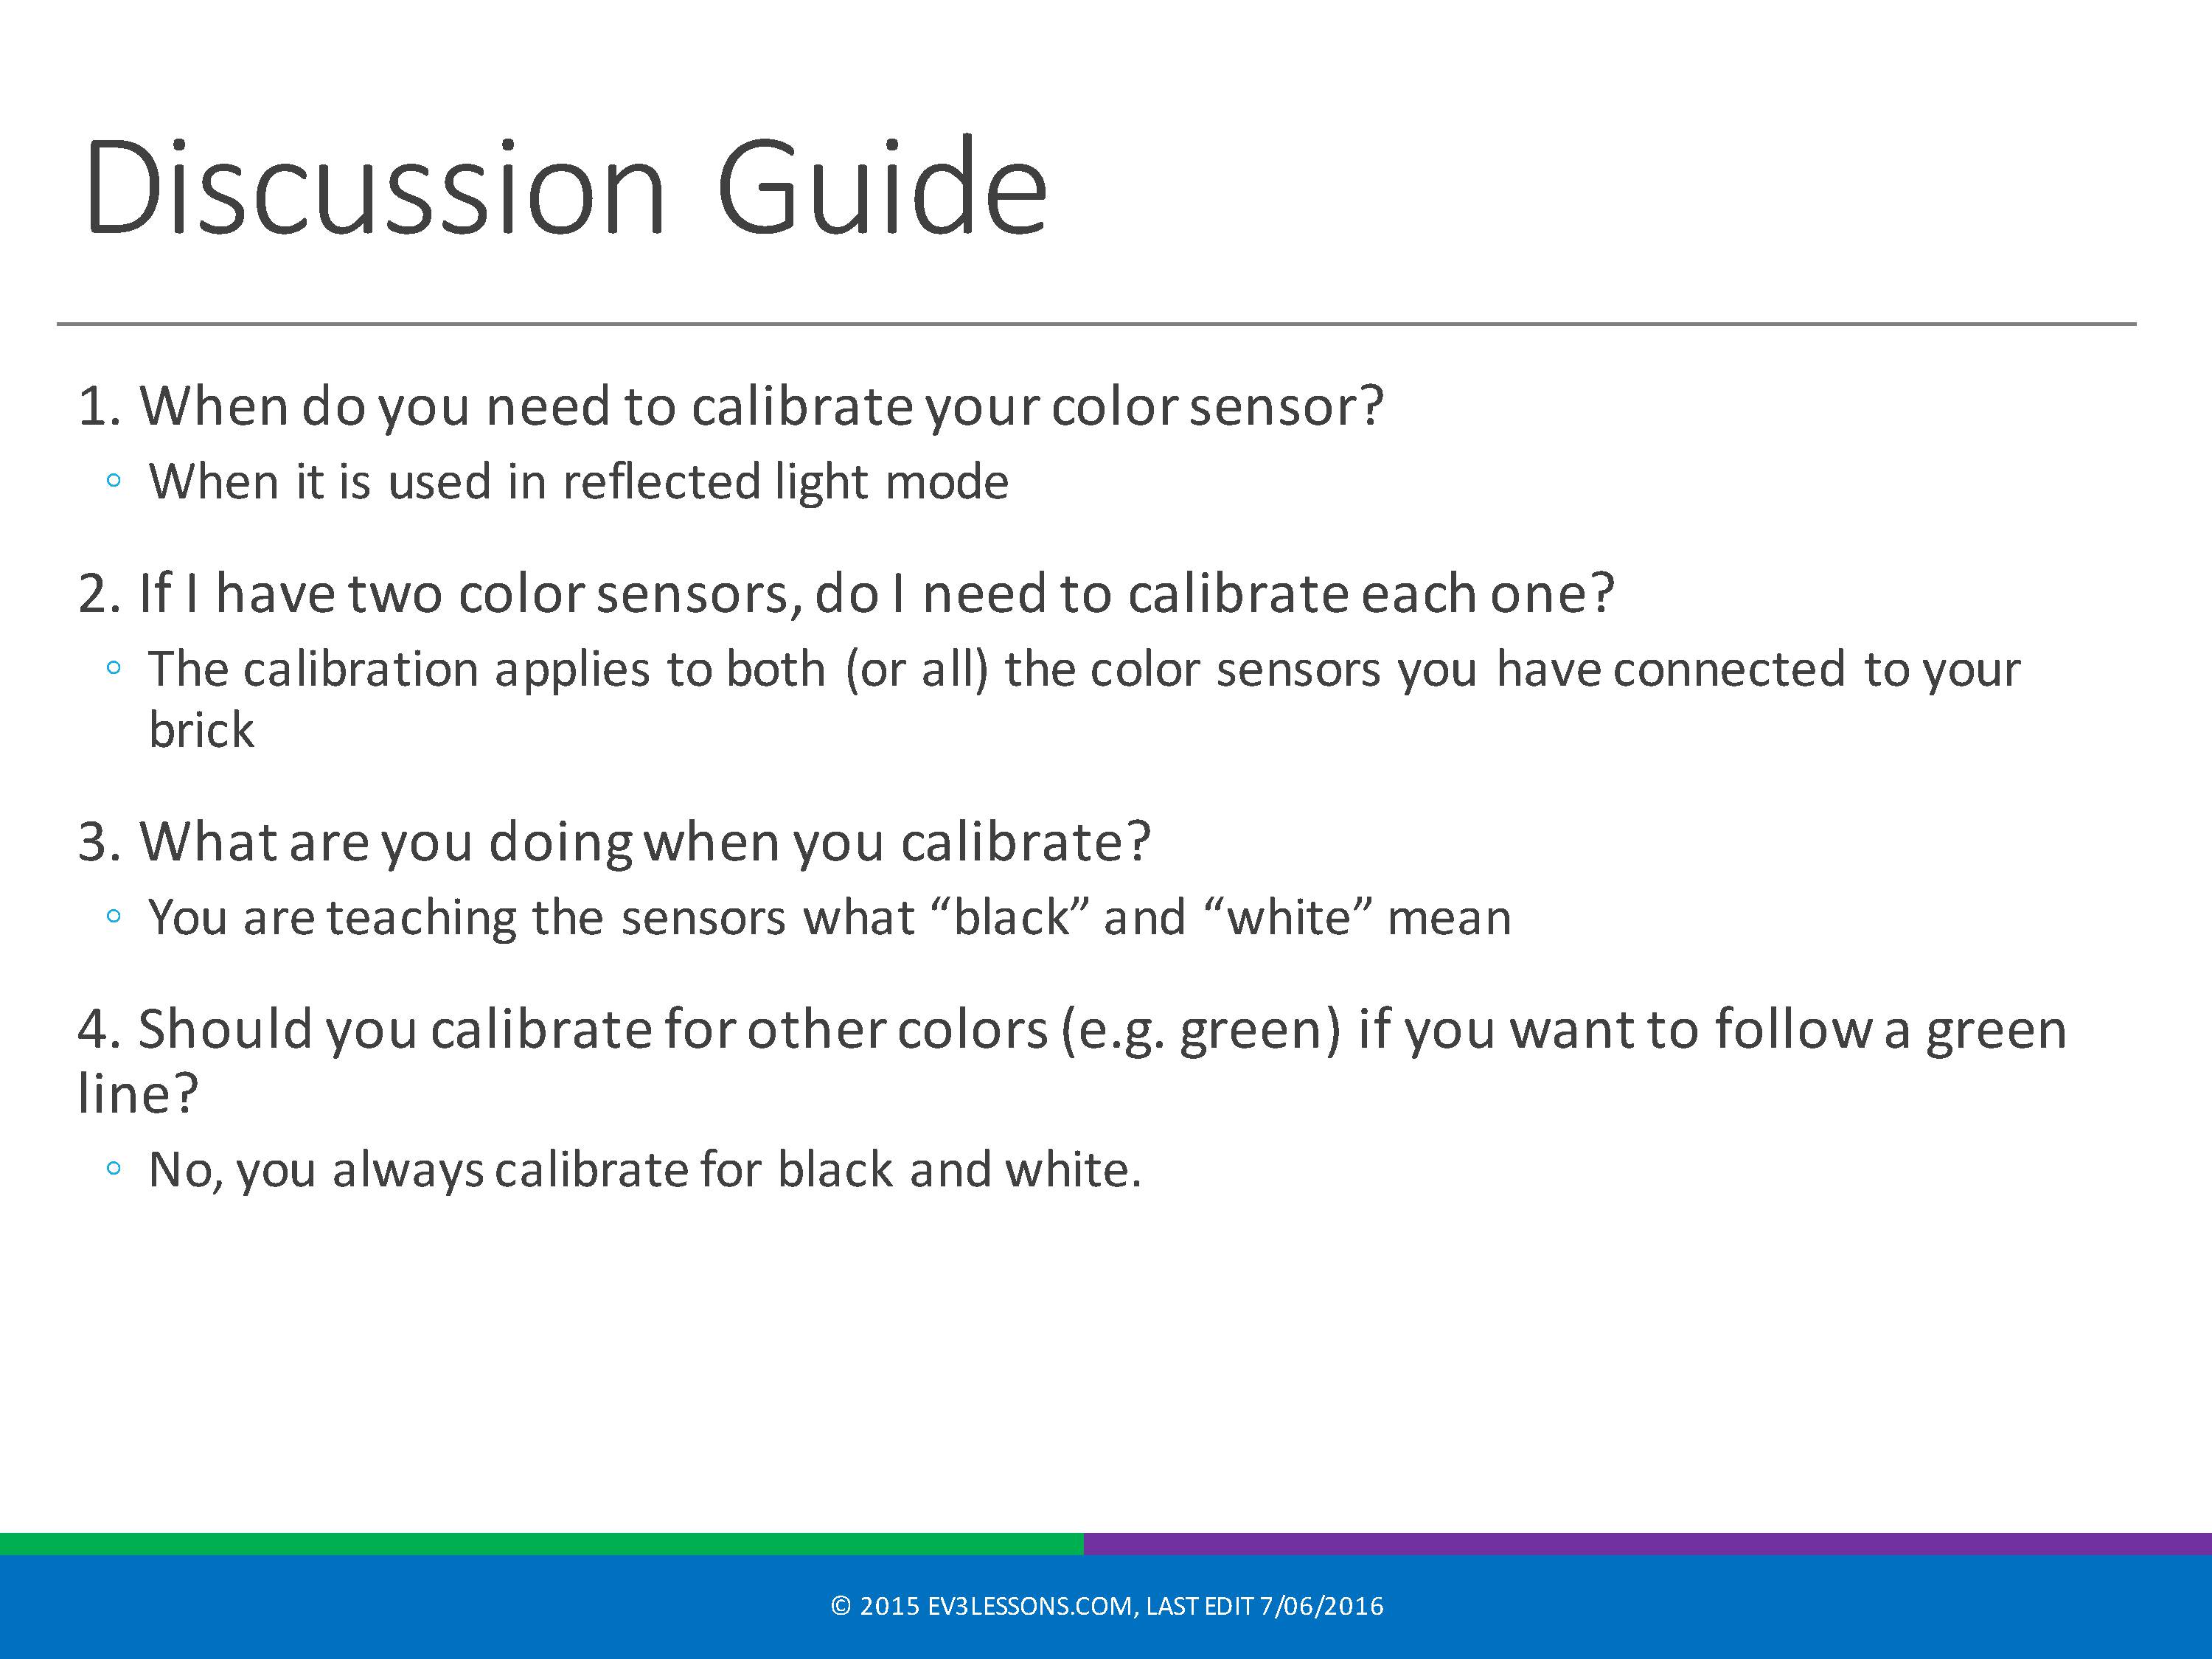 Discussion Guide
1. When do you need to calibrate your color sensor?
◦ When it is used in reflected light mode
2. If I have two color sensors, do I need to calibrate each one?
◦ The calibration applies to both (or all) the color sensors you have connected to your
brick
3. What are you doing when you calibrate?
◦ You are teaching the sensors what “black” and “white” mean
4. Should you calibrate for other colors (e.g. green) if you want to follow a green
line?
◦ No, you always calibrate for black and white.
© 2015 EV3LESSONS.COM, LAST EDIT 7/06/2016